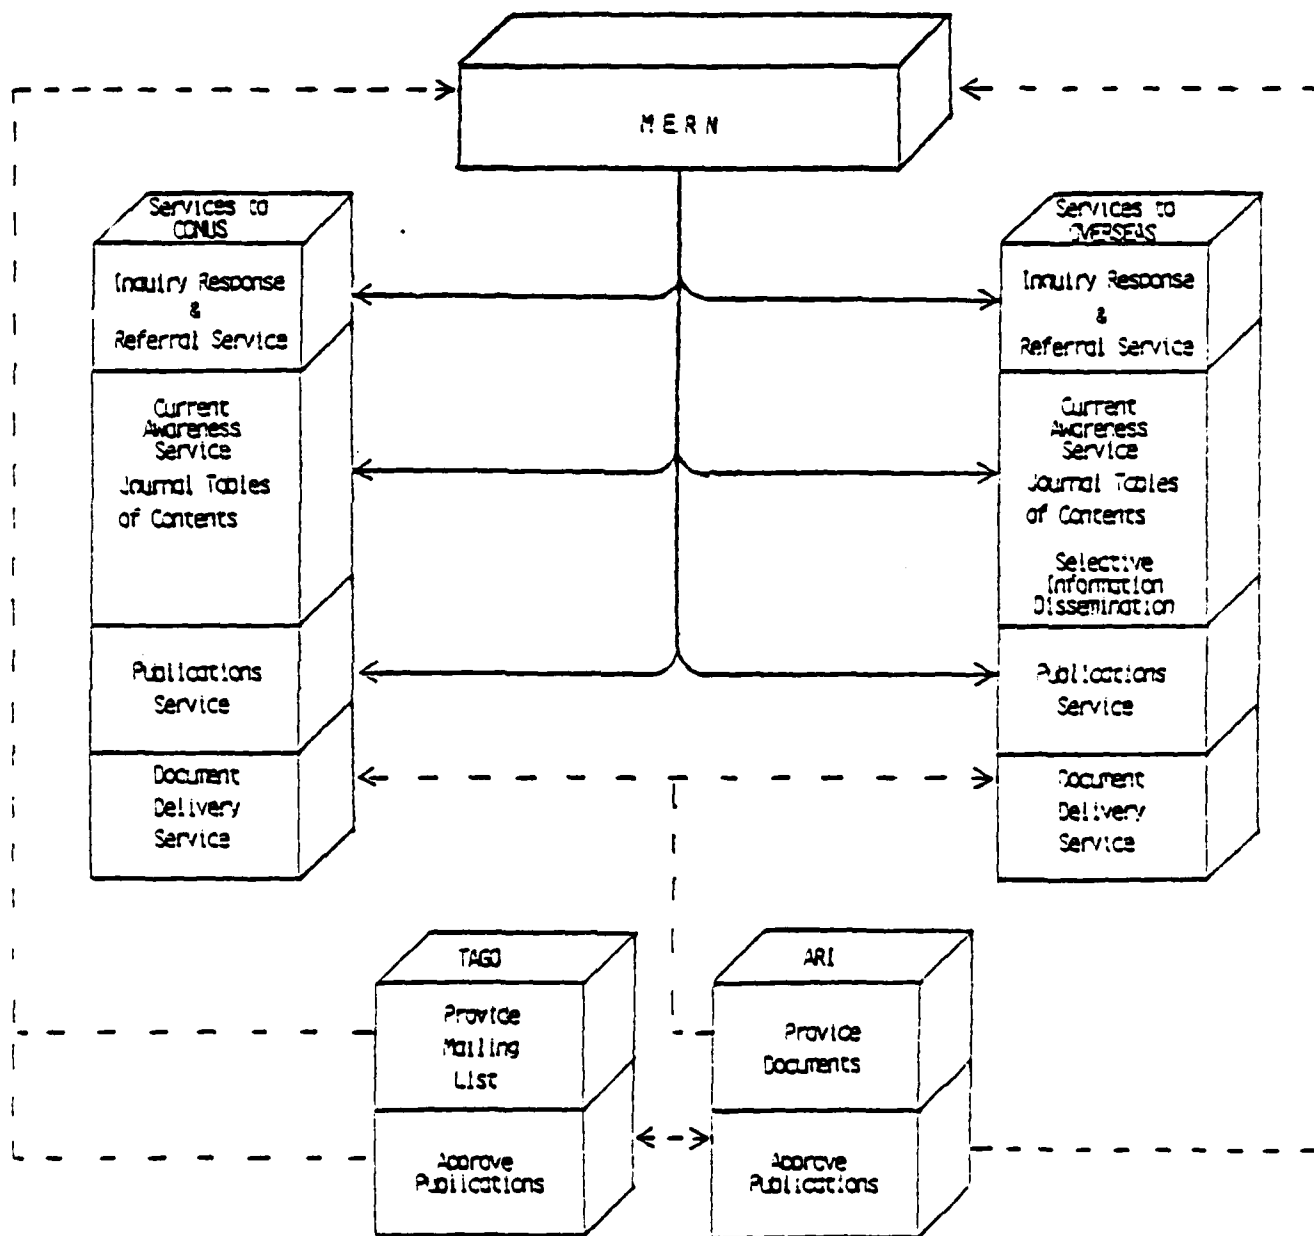 MERN
Services to
CONUS
Inquiry Response
&
Referral Service
Current
Awareness
Service
Journal Tables
of Contents
Publications
Service
Document
Delivery
Service
Services to
OVERSEAS
Inquiry Response
&
Referral Service
Current
Awareness
Service
Journal Tables
of Contents
Selective
Information
Dissemination
Publications
Service
Document
Delivery
Service
TAGO
Provide
Mailing
List
Approve
Publications
ARI
Provide
Documents
Approve
Publications